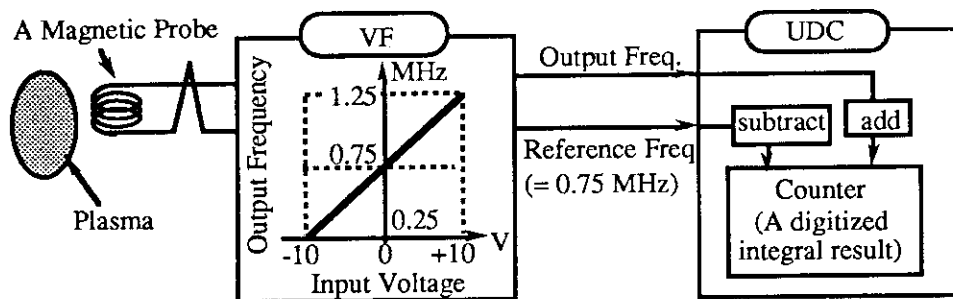 A Magnetic Probe
Plasma
VF
Output Frequency
MHz
1.25
0.75
0.25
-10
0
+10
V
Input Voltage
Output Freq.
Reference Freq
(= 0.75 MHz)
UDC
subtract
add
Counter
(A digitized
integral result)